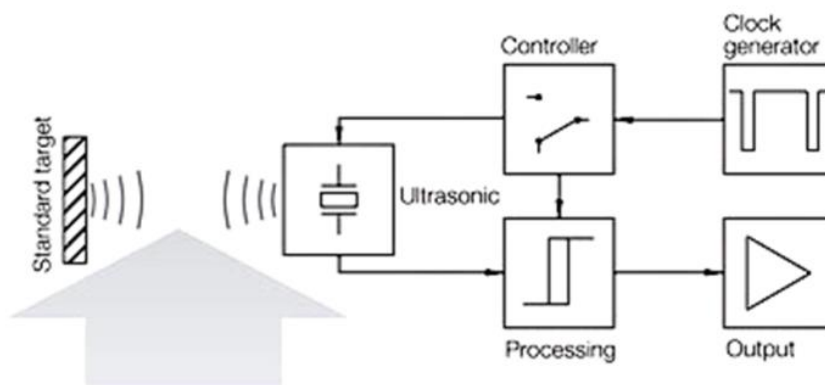 Controller
Clock
generator
Standard target
Ultrasonic
Processing
Output